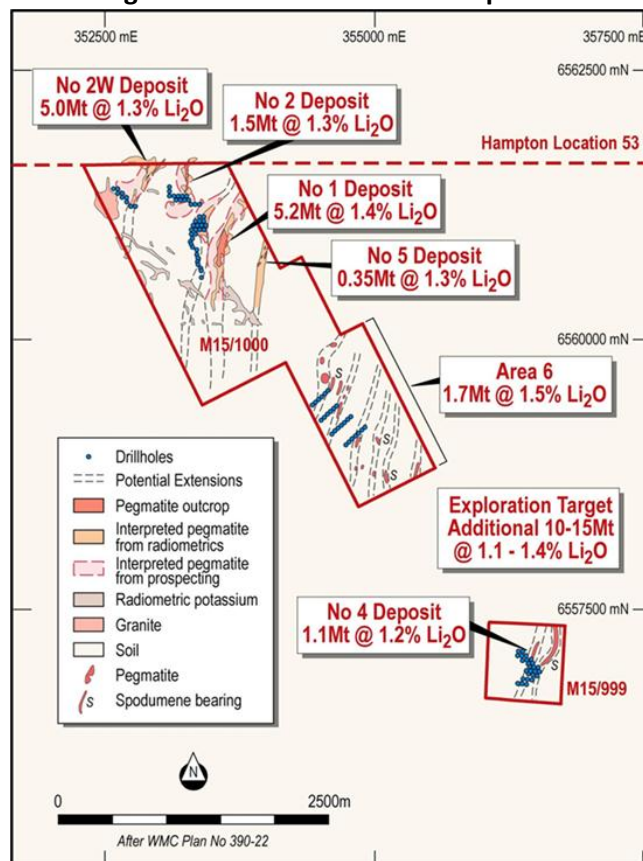 352500 mE
355000 mE
357500 mE
6562500 mN
No 2W Deposit
5.0Mt @ 1.3% Li₂O
No 2 Deposit
1.5Mt @ 1.3% Li₂O
Hampton Location 53
No 1 Deposit
5.2Mt @ 1.4% Li₂O
No 5 Deposit
0.35Mt @ 1.3% Li₂O
6560000 mN
M15/1000
Area 6
1.7Mt @ 1.5% Li₂O
S
S
S
Exploration Target
Additional 10-15Mt
@ 1.1 - 1.4% Li₂O
6557500 mN
No 4 Deposit
1.1Mt @ 1.2% Li₂O
S
M15/999
Drillholes
Potential Extensions
Pegmatite outcrop
Interpreted pegmatite
from radiometrics
Interpreted pegmatite
from prospecting
Radiometric potassium
Granite
Soil
Pegmatite
S Spodumene bearing
N
0 2500m
After WMC Plan No 390-22